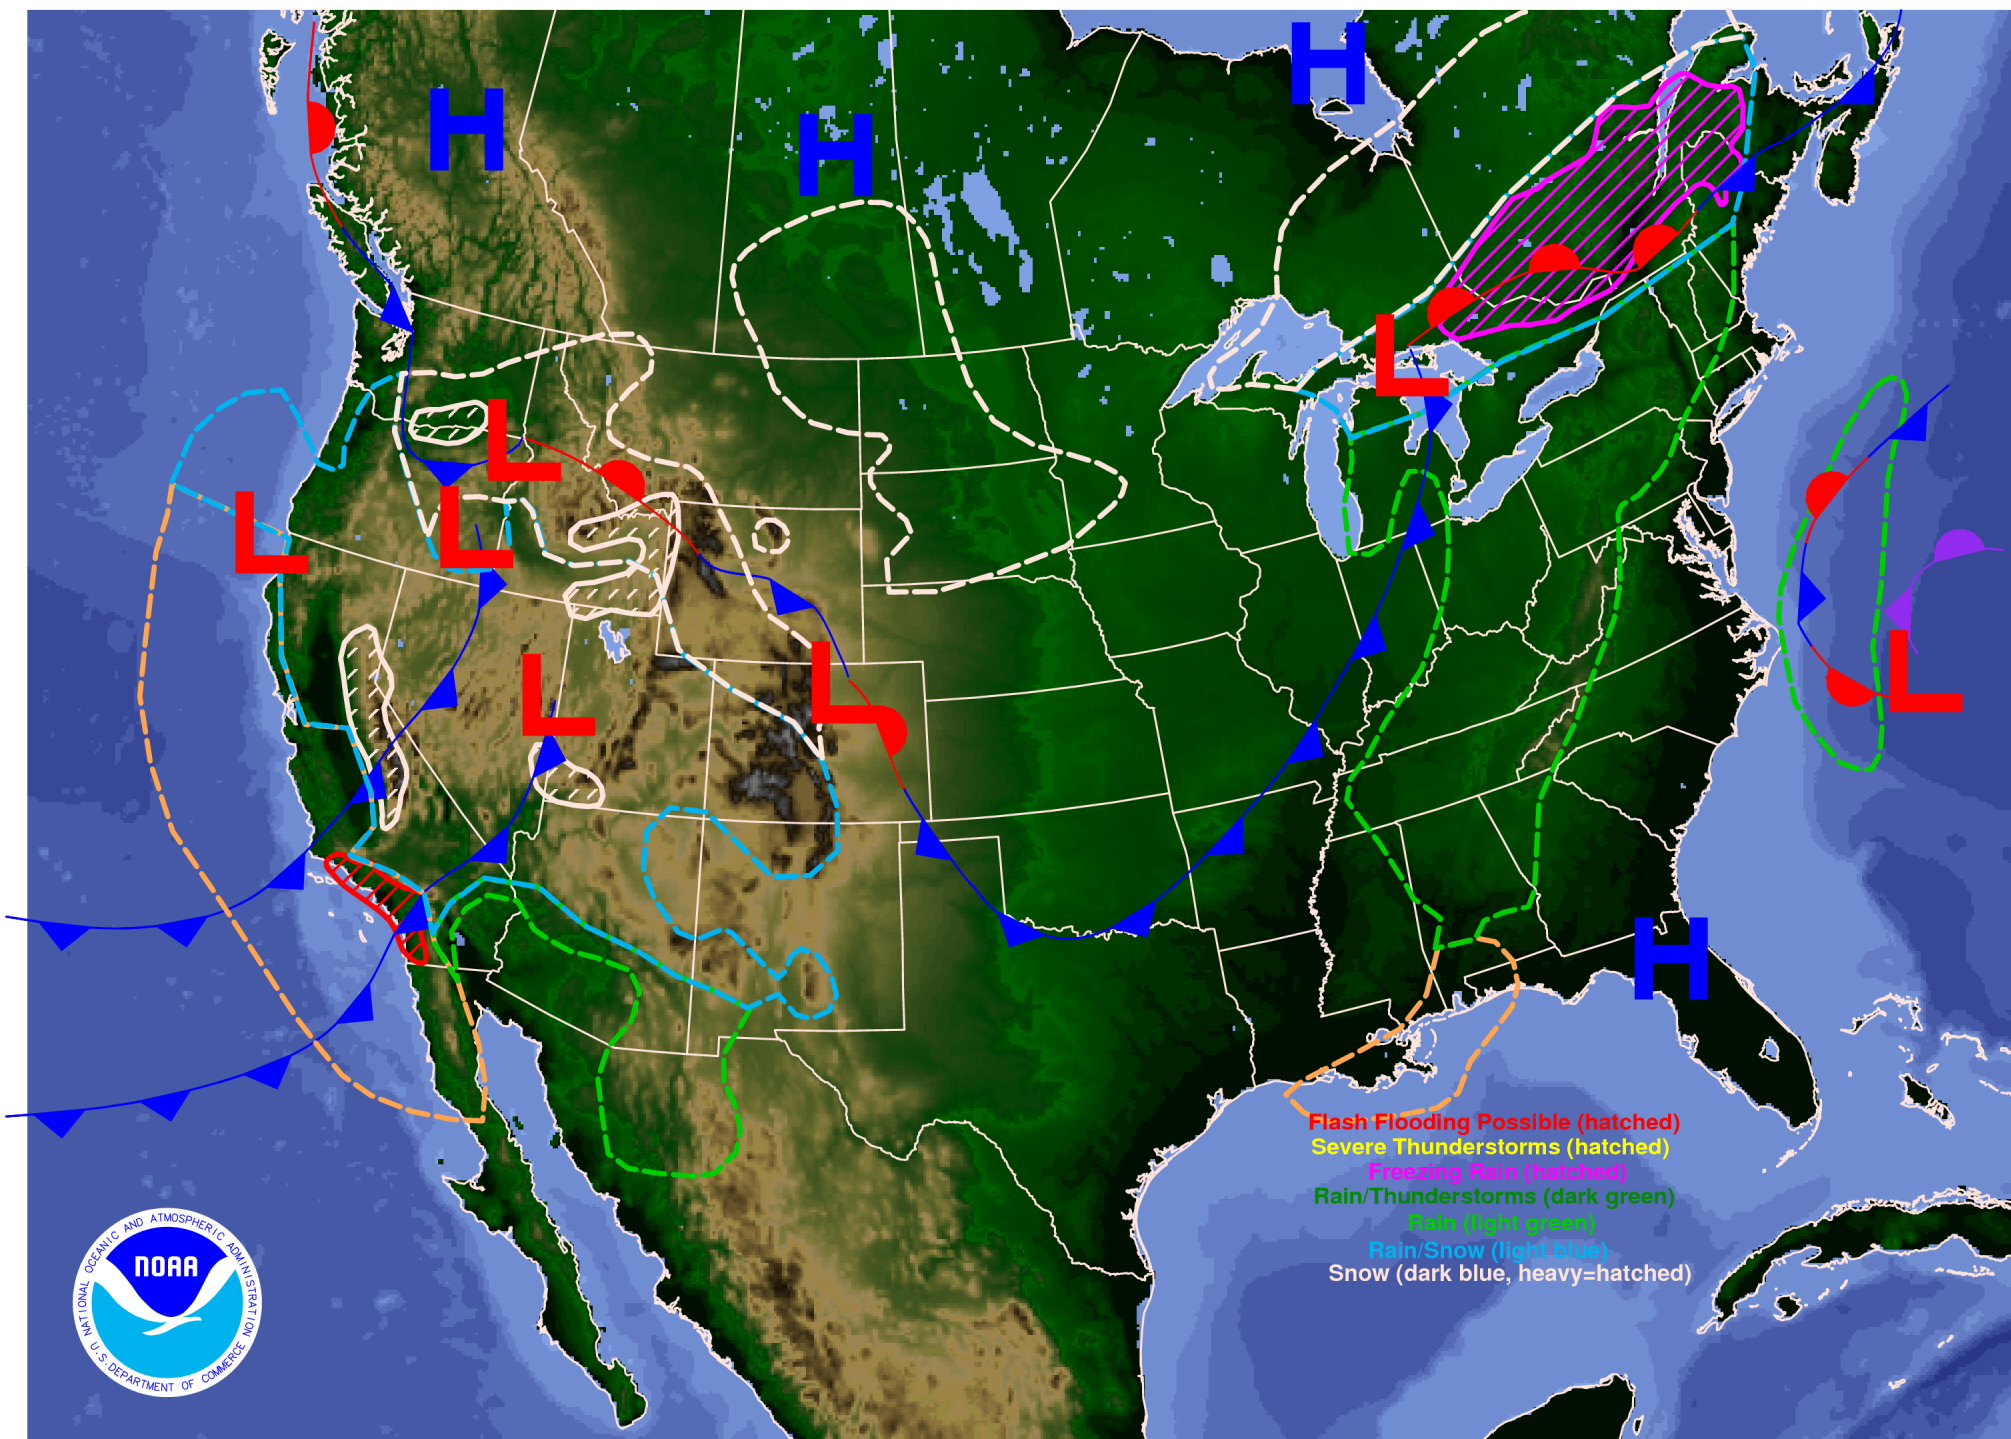 H
H
H
L
L
L
L
L
L
L
L
H
Flash Flooding Possible (hatched)
Severe Thunderstorms (hatched)
Freezing Rain (hatched)
Rain/Thunderstorms (dark green)
Rain (light green)
Rain/Snow (light blue)
Snow (dark blue, heavy=hatched)
NATIONAL OCEANIC AND ATMOSPHERIC ADMINISTRATION
NOAA
U.S. DEPARTMENT OF COMMERCE